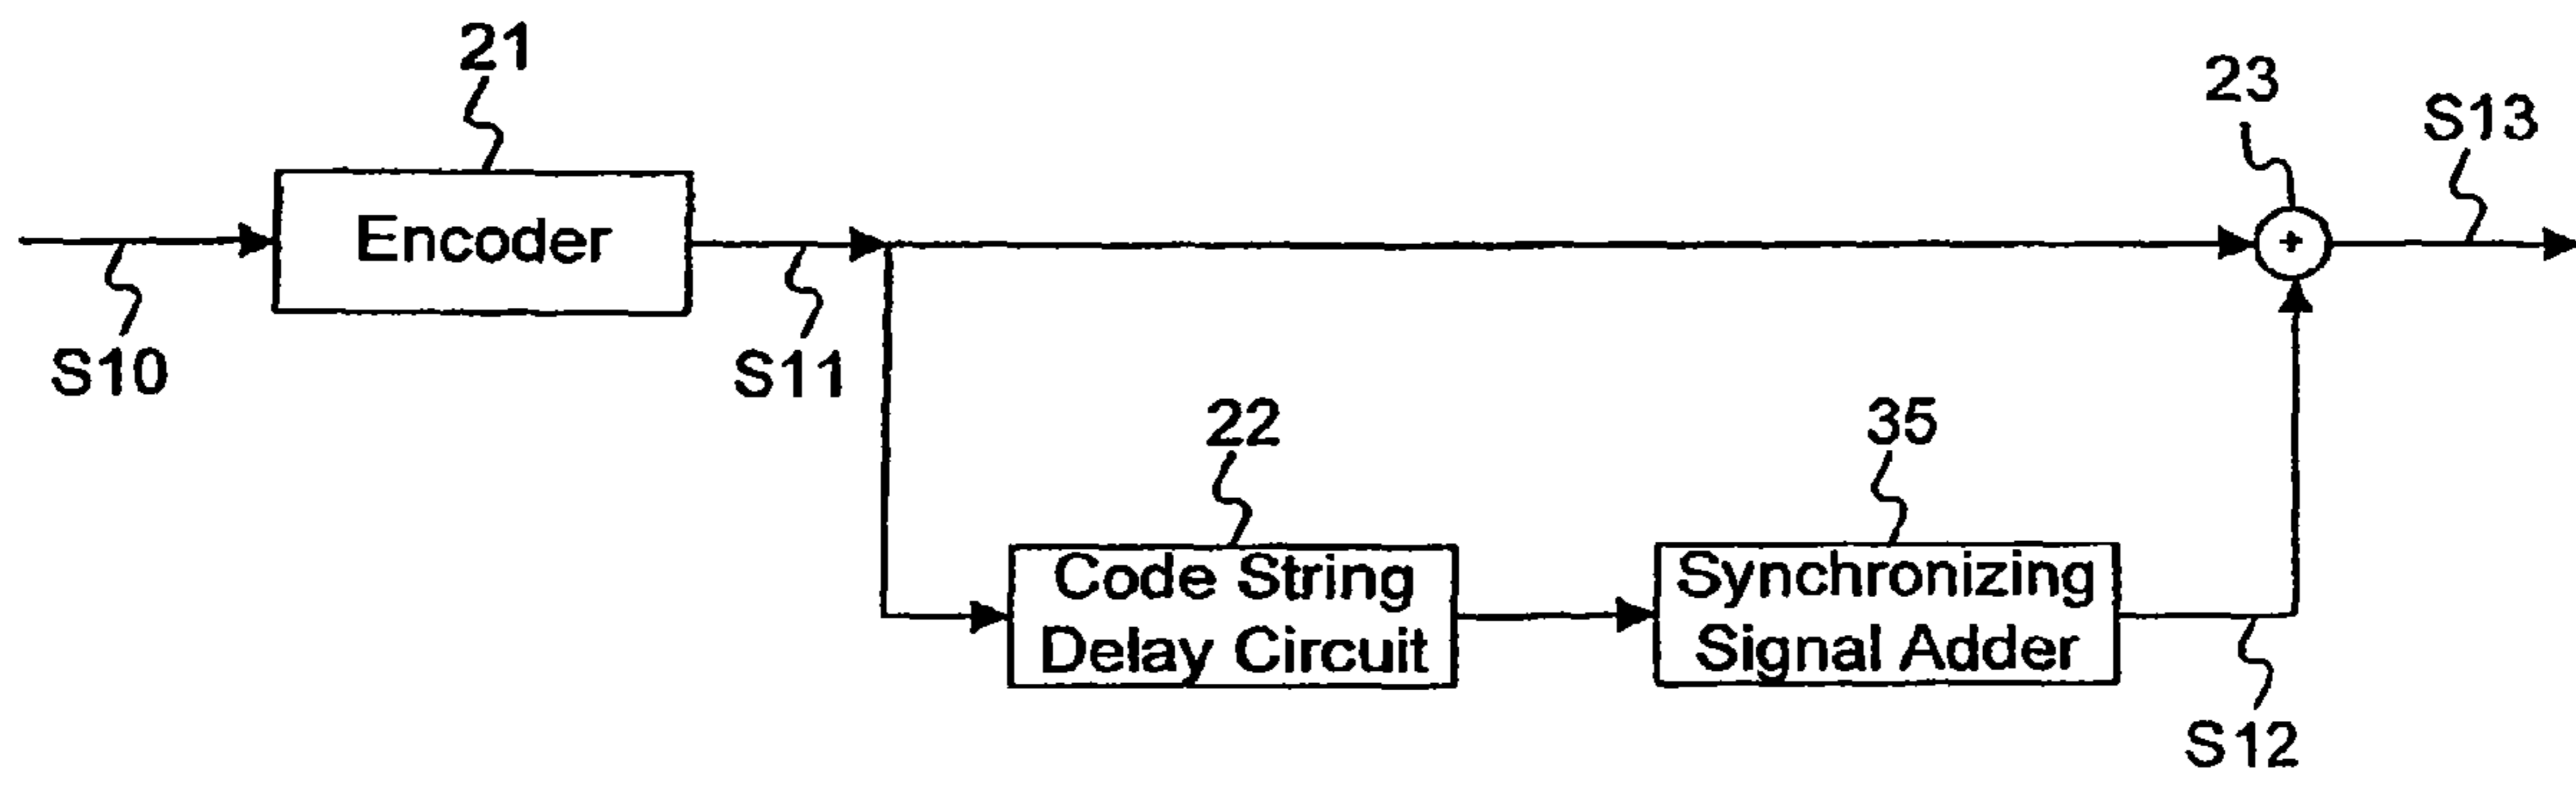 21
23
S13
Encoder
+
S10
S11
22
35
Code String
Delay Circuit
Synchronizing
Signal Adder
S12